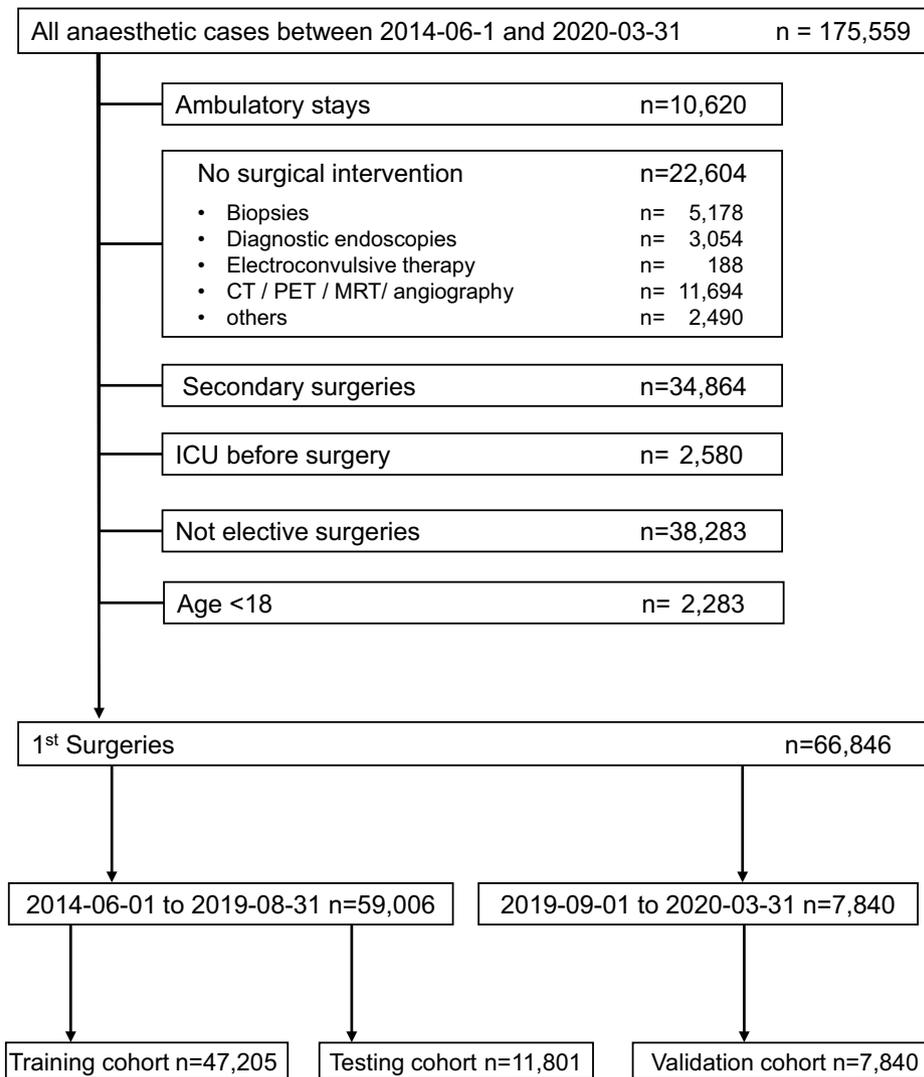 All anaesthetic cases between 2014-06-1 and 2020-03-31 n = 175,559
Ambulatory stays n=10,620
No surgical intervention n=22,604
• Biopsies n= 5,178
• Diagnostic endoscopies n= 3,054
• Electroconvulsive therapy n= 188
• CT / PET / MRT/ angiography n= 11,694
• others n= 2,490
Secondary surgeries n=34,864
ICU before surgery n= 2,580
Not elective surgeries n=38,283
Age <18 n= 2,283
1st Surgeries n=66,846
2014-06-01 to 2019-08-31 n=59,006
2019-09-01 to 2020-03-31 n=7,840
Training cohort n=47,205
Testing cohort n=11,801
Validation cohort n=7,840